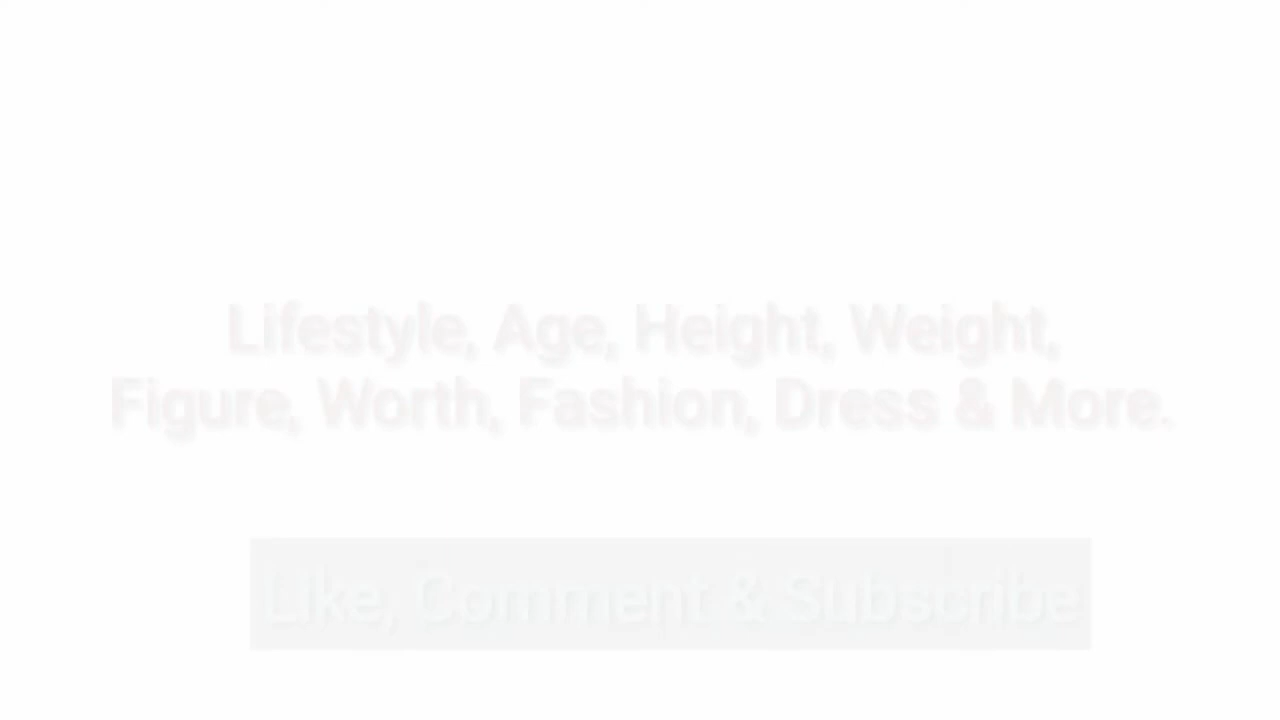 Lifestyle, Age, Height, Weight,
Figure, Worth, Fashion, Dress & More.
Like, Comment & Subscribe